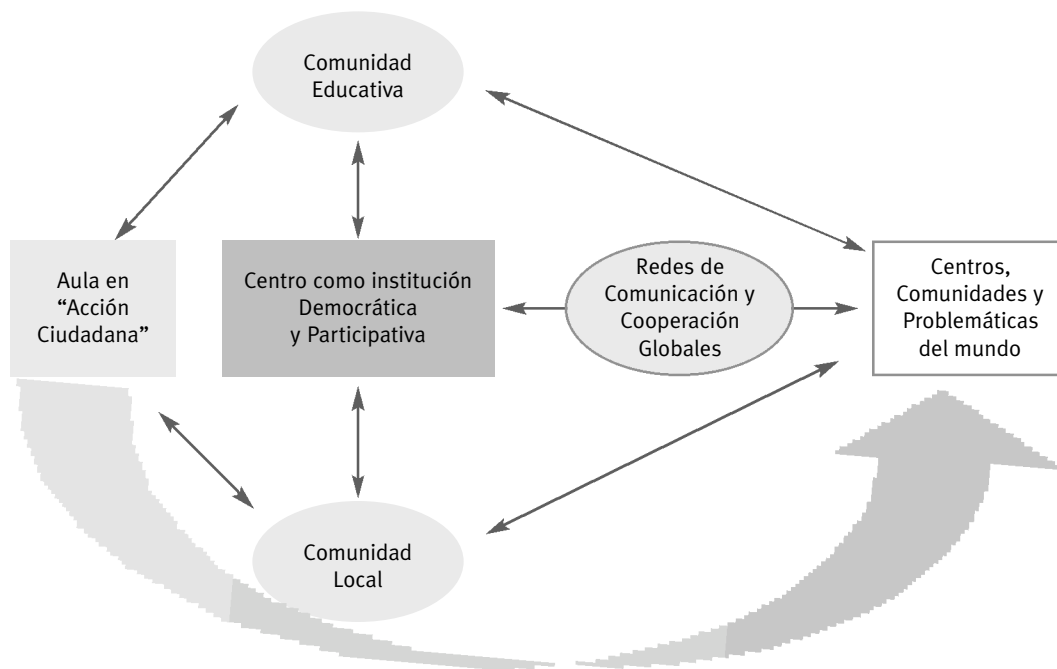 Comunidad
Educativa
Aula en
“Acción
Ciudadana”
Centro como institución
Democrática
y Participativa
Redes de
Comunicación y
Cooperación
Globales
Centros,
Comunidades y
Problemáticas
del mundo
Comunidad
Local